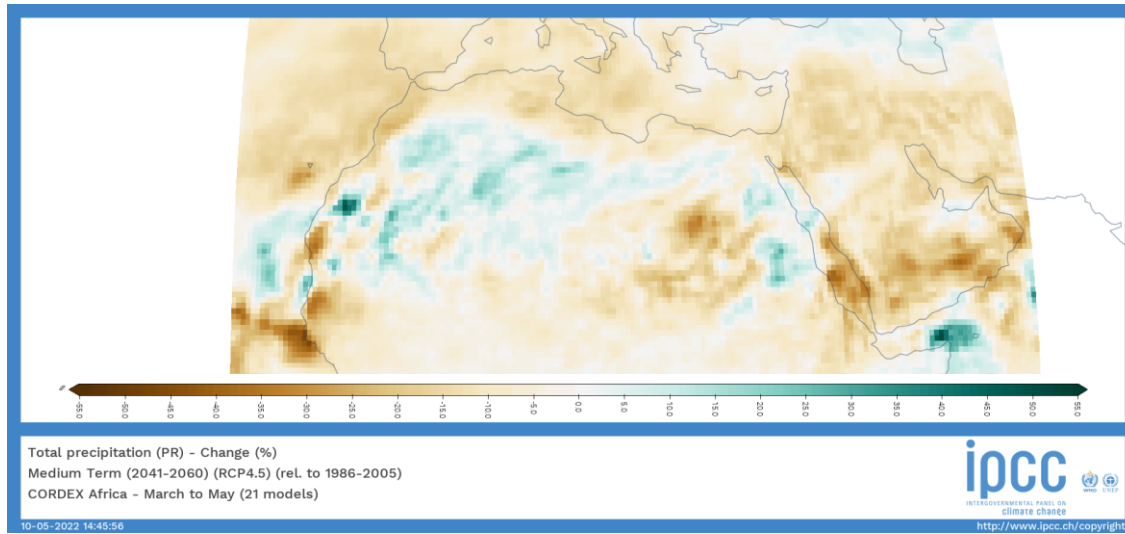 %
-55.0 -50.0 -45.0 -40.0 -35.0 -30.0 -25.0 -20.0 -15.0 -10.0 -5.0 0.0 5.0 10.0 15.0 20.0 25.0 30.0 35.0 40.0 45.0 50.0 55.0
Total precipitation (PR) - Change (%)
Medium Term (2041-2060) (RCP4.5) (rel. to 1986-2005)
CORDEX Africa - March to May (21 models)
ipcc
INTERGOVERNMENTAL PANEL ON
climate change
WMO UNEP
10-05-2022 14:45:56
http://www.ipcc.ch/copyright